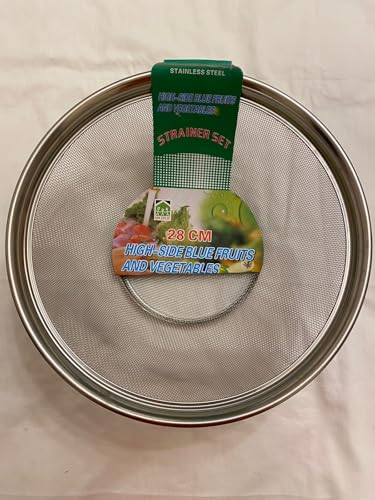 STAINLESS STEEL
HIGH-SIDE BLUE FRUITS
AND VEGETABLES
STRAINER SET
28 CM
HIGH-SIDE BLUE FRUITS
AND VEGETABLES